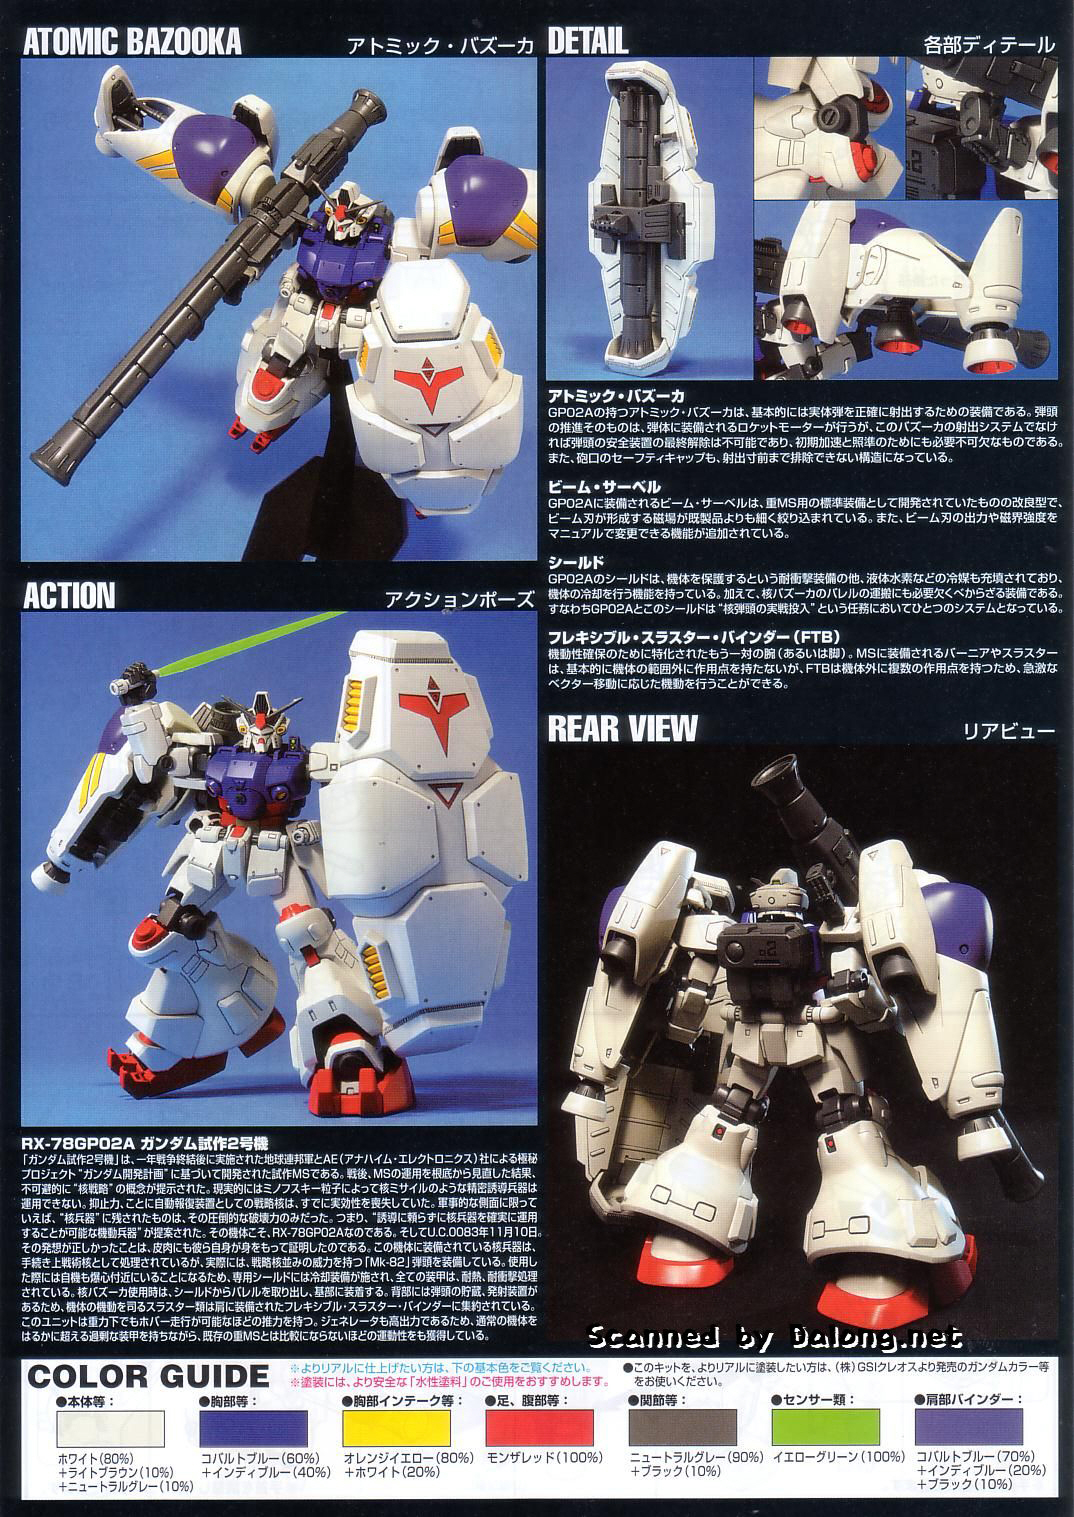 ATOMIC BAZOOKA
アトミック・バズーカ
DETAIL
各部ディテール
アトミック・バズーカ
GP02Aの持つアトミック・バズーカは、基本的には実体弾を正確に射出するための装備である。弾頭
の推進そのものは、弾体に装備されるロケットモーターが行うが、このバズーカの射出システムでなけ
れば弾頭の安全装置の最終解除は不可能であり、初期加速と照準のためにも必要不可欠なものである。
また、砲口のセーフティキャップも、射出寸前まで排除できない構造になっている。
ビーム・サーベル
GP02Aに装備されるビーム・サーベルは、重MS用の標準装備として開発されていたものの改良型で、
ビーム刃が形成する磁場が既製品よりも細く絞り込まれている。また、ビーム刃の出力や磁界強度を
マニュアルで変更できる機能が追加されている。
シールド
GP02Aのシールドは、機体を保護するという耐衝撃装備の他、液体水素などの冷媒も充填されており、
機体の冷却を行う機能を持っている。加えて、核バズーカのバレルの運搬にも必要欠くべからざる装備である。
すなわちGP02Aとこのシールドは“核弾頭の実戦投入”という任務においてひとつのシステムとなっている。
フレキシブル・スラスター・バインダー（FTB）
機動性確保のために特化されたもう一対の腕（あるいは脚）。MSに装備されるバーニアやスラスター
は、基本的に機体の範囲外に作用点を持たないが、FTBは機体外に複数の作用点を持つため、急激な
ベクター移動に応じた機動を行うことができる。
ACTION
アクションポーズ
REAR VIEW
リアビュー
RX-78GP02A ガンダム試作2号機
「ガンダム試作2号機」は、一年戦争終結後に実施された地球連邦軍とAE（アナハイム・エレクトロニクス）社による極秘
プロジェクト“ガンダム開発計画”に基づいて開発された試作MSである。戦後、MSの運用を根底から見直した結果、
不可避的に“核戦略”の概念が提示された。現実的にはミノフスキー粒子によって核ミサイルのような精密誘導兵器は
運用できない。抑止力、ことに自動報復装置としての戦略核は、すでに実効性を喪失していた。軍事的な側面に限って
いえば、“核兵器”に残されたものは、その圧倒的な破壊力のみだった。つまり、“誘導に頼らずに核兵器を確実に運用
することが可能な機動兵器”が提案された。その機体こそ、RX-78GP02Aなのである。そしてU.C.0083年11月10日。
その発想が正しかったことは、皮肉にも彼ら自身が身をもって証明したのである。この機体に装備されている核兵器は、
手続き上戦術核として処理されているが、実際には、戦略核並みの威力を持つ「Mk-82」弾頭を装備している。使用し
た際には自機も爆心付近にいることになるため、専用シールドには冷却装備が施され、全ての装甲は、耐熱、耐衝撃処理
されている。核バズーカ使用時は、シールドからバレルを取り出し、基部に装着する。背部には弾頭の貯蔵、発射装置が
あるため、機体の機動を司るスラスター類は肩に装備されたフレキシブル・スラスター・バインダーに集約されている。
このユニットは重力下でもホバー走行が可能なほどの推力を持つ。ジェネレータも高出力であるため、通常の機体を
はるかに超える過剰な装甲を持ちながら、既存の重MSとは比較にならないほどの運動性をも獲得している。
Scanned by Dalong.net
COLOR GUIDE
※よりリアルに仕上げたい方は、下の基本色をご覧ください。
※塗装には、より安全な「水性塗料」のご使用をおすすめします。
●このキットを、よりリアルに塗装したい方は、（株）GSIクレオスより発売のガンダムカラー等
をお使いください。
●本体等：
ホワイト（80%）
＋ライトブラウン（10%）
＋ニュートラルグレー（10%）
●胸部等：
コバルトブルー（60%）
＋インディブルー（40%）
●胸部インテーク等：
オレンジイエロー（80%）
＋ホワイト（20%）
●足、腹部等：
モンザレッド（100%）
●関節等：
ニュートラルグレー（90%）
＋ブラック（10%）
●センサー類：
イエローグリーン（100%）
●肩部バインダー：
コバルトブルー（70%）
＋インディブルー（20%）
＋ブラック（10%）